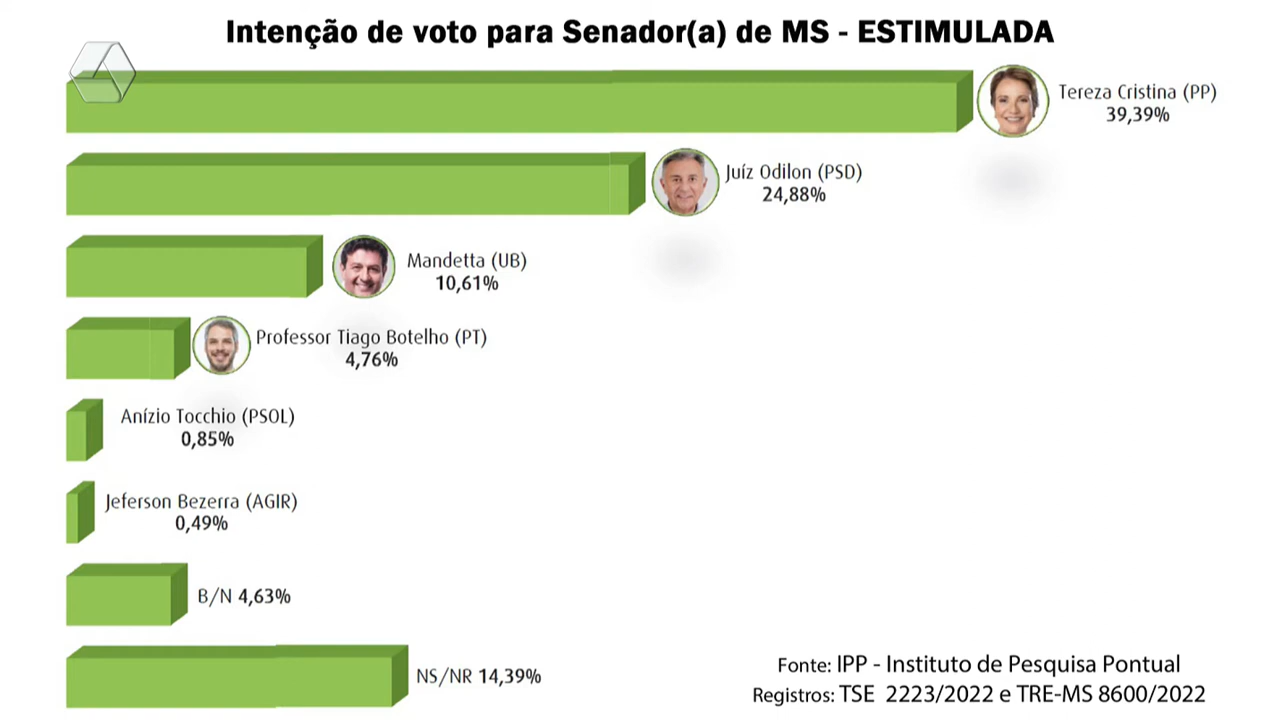 Intenção de voto para Senador(a) de MS - ESTIMULADA
Tereza Cristina (PP)
39,39%
Juíz Odilon (PSD)
24,88%
Mandetta (UB)
10,61%
Professor Tiago Botelho (PT)
4,76%
Anízio Tocchio (PSOL)
0,85%
Jeferson Bezerra (AGIR)
0,49%
B/N 4,63%
NS/NR 14,39%
Fonte: IPP - Instituto de Pesquisa Pontual
Registros: TSE 2223/2022 e TRE-MS 8600/2022